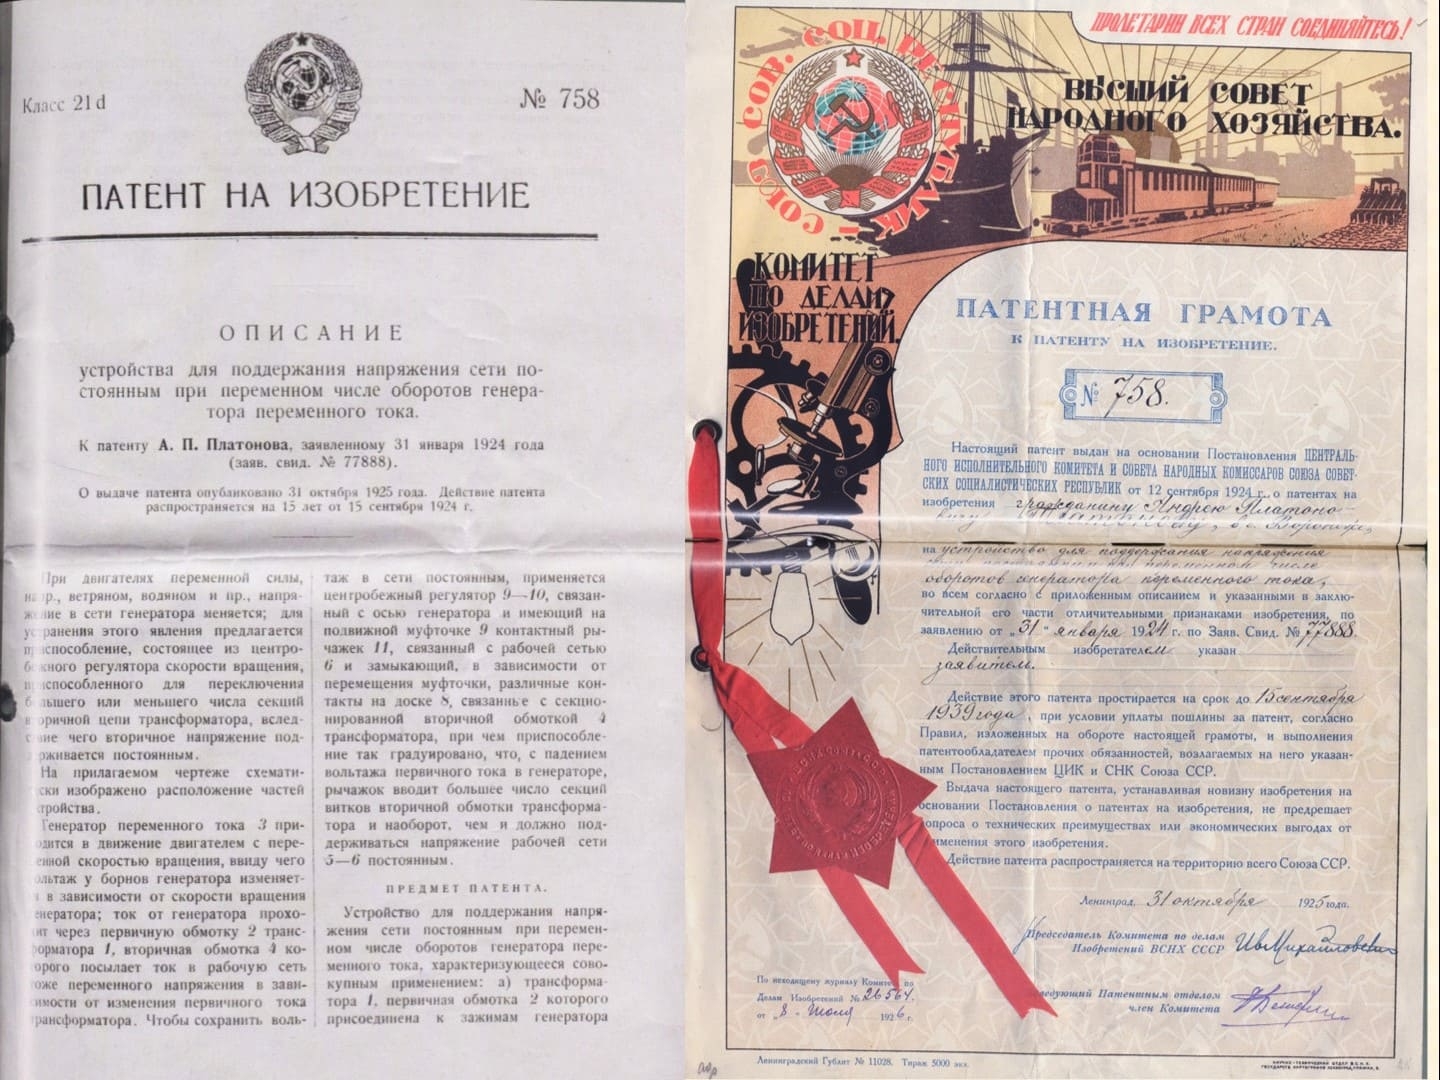 Класс 21 d
№ 758
ПАТЕНТ НА ИЗОБРЕТЕНИЕ
ОПИСАНИЕ
устройства для поддержания напряжения сети по-
стоянным при переменном числе оборотов генера-
тора переменного тока.
К патенту А. П. Платонова, заявленному 31 января 1924 года
(заяв. свид. № 77888).
О выдаче патента опубликовано 31 октября 1925 года. Действие патента
распространяется на 15 лет от 15 сентября 1924 г.
При двигателях переменной силы,
напр., ветряном, водяном и пр., напря-
жение в сети генератора меняется; для
устранения этого явления предлагается
приспособление, состоящее из центро-
бежного регулятора скорости вращения,
приспособленного для переключения
большего или меньшего числа секций
вторичной цепи трансформатора, вслед-
ствие чего вторичное напряжение под-
держивается постоянным.
На прилагаемом чертеже схемати-
чески изображено расположение частей
устройства.
Генератор переменного тока 3 при-
водится в движение двигателем с пере-
менной скоростью вращения, ввиду чего
вольтаж у борнов генератора изменяет-
ся в зависимости от скорости вращения
генератора; ток от генератора прохо-
дит через первичную обмотку 2 транс-
форматора 1, вторичная обмотка 4 ко-
торого посылает ток в рабочую сеть
тоже переменного напряжения в зави-
симости от изменения первичного тока
трансформатора. Чтобы сохранить воль-
таж в сети постоянным, применяется
центробежный регулятор 9—10, связан-
ный с осью генератора и имеющий на
подвижной муфточке 9 контактный ры-
чажек 11, связанный с рабочей сетью
6 и замыкающий, в зависимости от
перемещения муфточки, различные кон-
такты на доске 8, связанные с секцио-
нированной вторичной обмоткой 4
трансформатора, при чем приспособле-
ние так градуировано, что, с падением
вольтажа первичного тока в генераторе,
рычажок вводит большее число секций
витков вторичной обмотки трансформа-
тора и наоборот, чем и должно под-
держиваться напряжение рабочей сети
5—6 постоянным.
ПРЕДМЕТ ПАТЕНТА.
Устройство для поддержания напря-
жения сети постоянным при перемен-
ном числе оборотов генератора пере-
менного тока, характеризующееся сово-
купным применением: а) трансформа-
тора 1, первичная обмотка 2 которого
присоединена к зажимам генератора
ПРОЛЕТАРИИ ВСЕХ СТРАН СОЕДИНЯЙТЕСЬ!
СОЮЗ СОВ. СОЦ. РЕСПУБЛИК
ВЫСШИЙ СОВЕТ
НАРОДНОГО ХОЗЯЙСТВА.
КОМИТЕТ
ПО ДЕЛАМ
ИЗОБРЕТЕНИЙ.
ПАТЕНТНАЯ ГРАМОТА
К ПАТЕНТУ НА ИЗОБРЕТЕНИЕ.
№ 758.
Настоящий патент выдан на основании Постановления ЦЕНТРАЛЬ-
НОГО ИСПОЛНИТЕЛЬНОГО КОМИТЕТА И СОВЕТА НАРОДНЫХ КОМИССАРОВ СОЮЗА СОВЕТ-
СКИХ СОЦИАЛИСТИЧЕСКИХ РЕСПУБЛИК от 12 сентября 1924 г. о патентах на
изобретения гражданину Андрею Платоно-
вичу в г. Воронеж,
на устройство для поддержания напряжения
числе
оборотов генератора переменного тока,
во всем согласно с приложенным описанием и указанными в заклю-
чительной его части отличительными признаками изобретения, по
заявлению от „31" января 1924 г. по Заяв. Свид. № 77888.
Действительным изобретателем указан
заявитель.
Действие этого патента простирается на срок до 15 сентября
1939 года, при условии уплаты пошлины за патент, согласно
Правил, изложенных на обороте настоящей грамоты, и выполнения
патентообладателем прочих обязанностей, возлагаемых на него указан-
ным Постановлением ЦИК и СНК Союза ССР.
Выдача настоящего патента, устанавливая новизну изобретения на
основании Постановления о патентах на изобретения, не предрешает
вопроса о технических преимуществах или экономических выгодах от
применения этого изобретения.
Действие патента распространяется на территорию всего Союза ССР.
Ленинград, 31 октября 1925 года.
Председатель Комитета по делам
Изобретений ВСНХ СССР
Заведующий Патентным отделом
член Комитета
По исходящему журналу Комитета по
Делам Изобретений № 26564.
от „8" Июля 1926 г.
Ленинградский Гублит № 11028. Тираж 5000 экз.